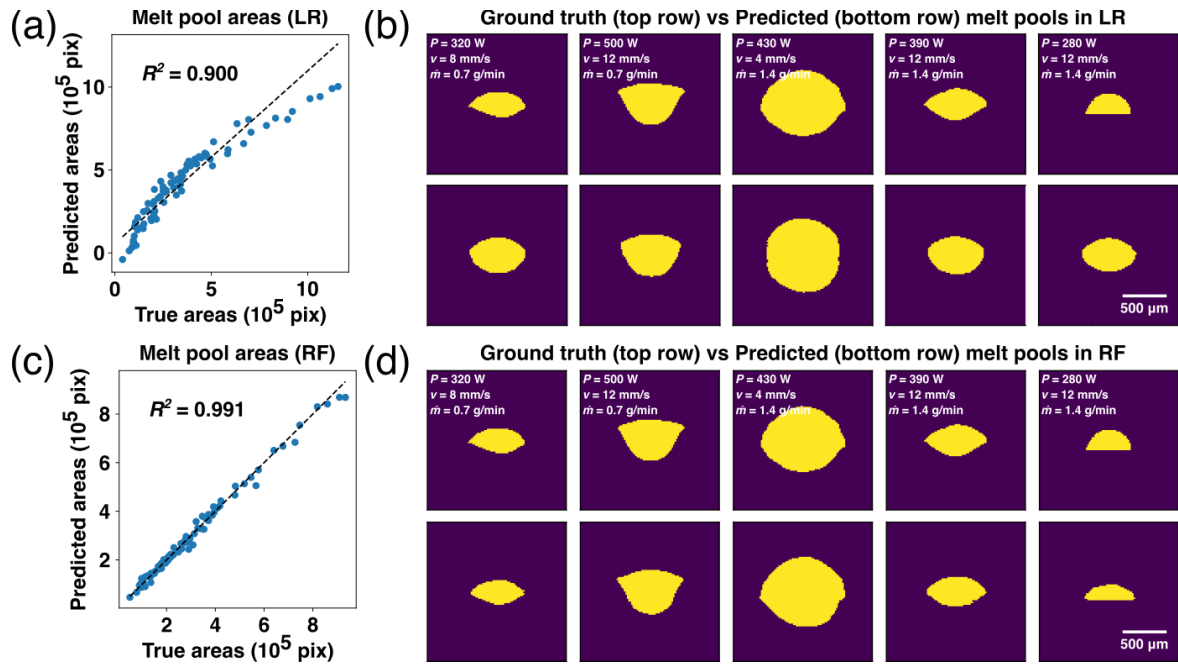 (a)
Melt pool areas (LR)
R² = 0.900
Predicted areas (10⁵ pix)
10
5
0
0
5
10
True areas (10⁵ pix)
(b)
Ground truth (top row) vs Predicted (bottom row) melt pools in LR
P = 320 W
v = 8 mm/s
ṁ = 0.7 g/min
P = 500 W
v = 12 mm/s
ṁ = 0.7 g/min
P = 430 W
v = 4 mm/s
ṁ = 1.4 g/min
P = 390 W
v = 12 mm/s
ṁ = 1.4 g/min
P = 280 W
v = 12 mm/s
ṁ = 1.4 g/min
500 µm
(c)
Melt pool areas (RF)
R² = 0.991
Predicted areas (10⁵ pix)
8
6
4
2
2
4
6
8
True areas (10⁵ pix)
(d)
Ground truth (top row) vs Predicted (bottom row) melt pools in RF
P = 320 W
v = 8 mm/s
ṁ = 0.7 g/min
P = 500 W
v = 12 mm/s
ṁ = 0.7 g/min
P = 430 W
v = 4 mm/s
ṁ = 1.4 g/min
P = 390 W
v = 12 mm/s
ṁ = 1.4 g/min
P = 280 W
v = 12 mm/s
ṁ = 1.4 g/min
500 µm